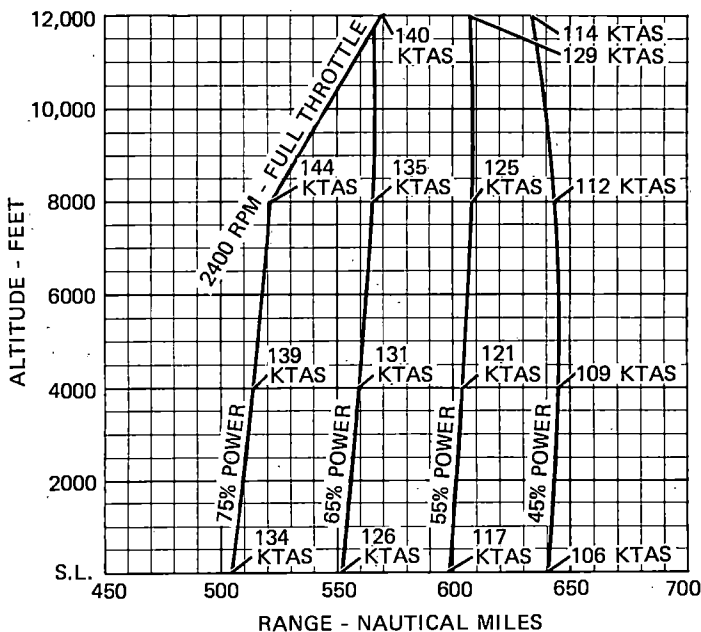 12,000
10,000
8000
6000
4000
2000
S.L.
ALTITUDE - FEET
2400 RPM - FULL THROTTLE
140
KTAS
114 KTAS
129 KTAS
144
KTAS
135
KTAS
125
KTAS
112 KTAS
139
KTAS
131
KTAS
121
KTAS
109 KTAS
75% POWER
65% POWER
55% POWER
45% POWER
134
KTAS
126
KTAS
117
KTAS
106 KTAS
450
500
550
600
650
700
RANGE - NAUTICAL MILES